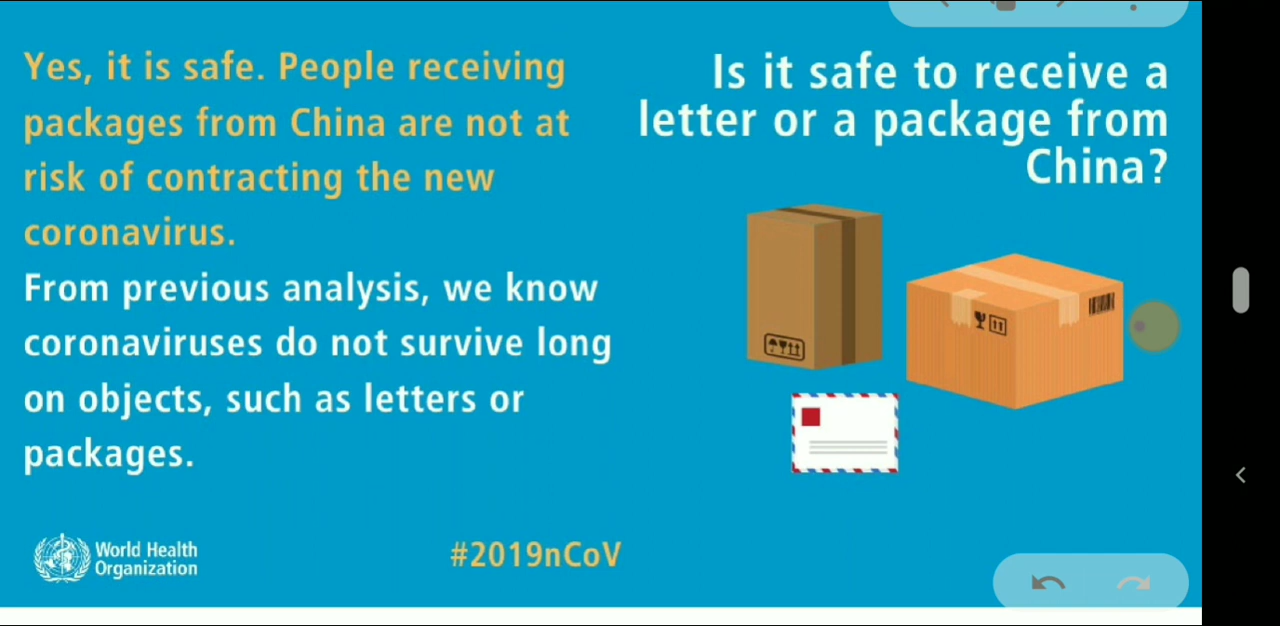 Is it safe to receive a
letter or a package from
China?
Yes, it is safe. People receiving
packages from China are not at
risk of contracting the new
coronavirus.
From previous analysis, we know
coronaviruses do not survive long
on objects, such as letters or
packages.
World Health
Organization
#2019nCoV